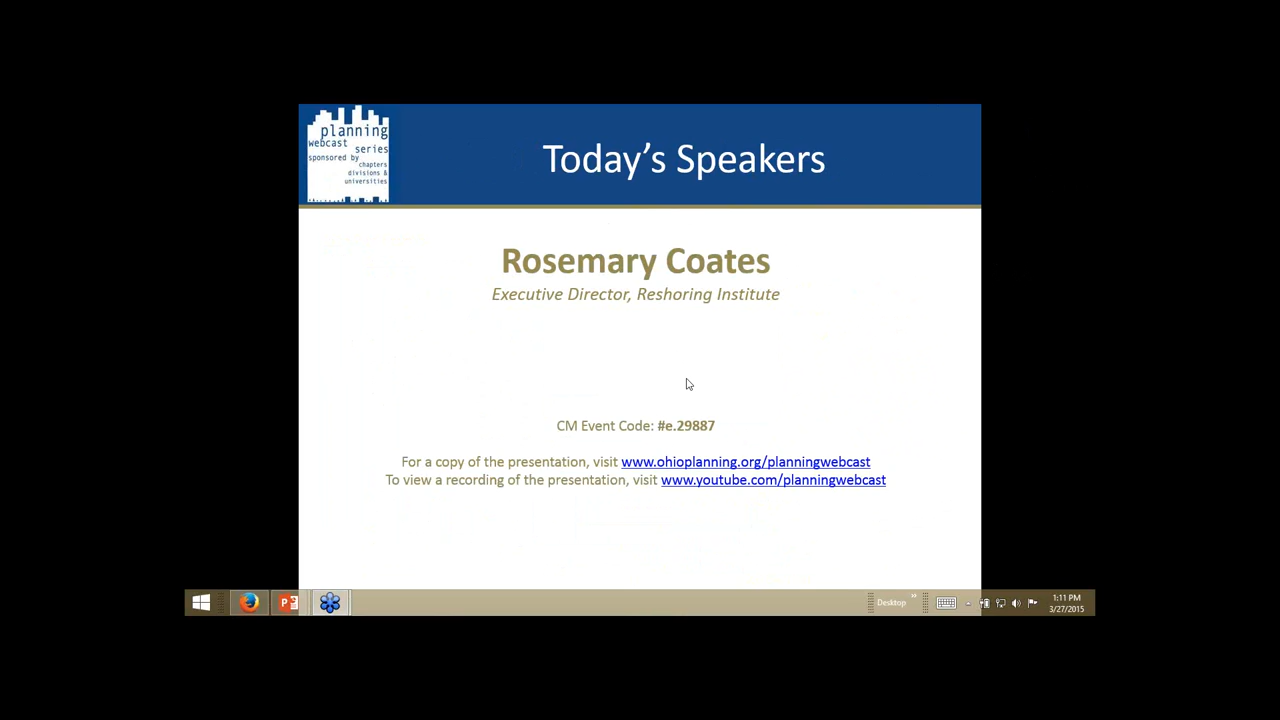 planning
webcast series
sponsored by
chapters
divisions &
universities
Today's Speakers
Rosemary Coates
Executive Director, Reshoring Institute
CM Event Code: #e.29887
For a copy of the presentation, visit www.ohioplanning.org/planningwebcast
To view a recording of the presentation, visit www.youtube.com/planningwebcast
Desktop
1:11 PM
3/27/2015